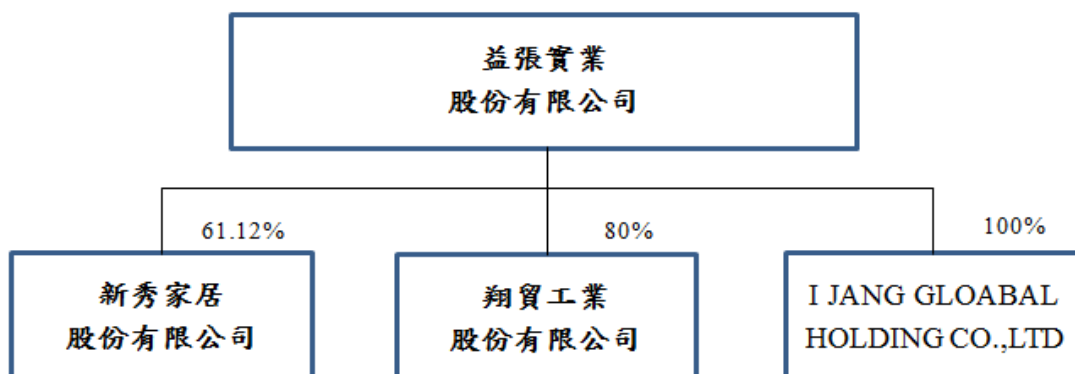 益張實業
股份有限公司
61.12%
80%
100%
新秀家居
股份有限公司
翔貿工業
股份有限公司
I JANG GLOABAL
HOLDING CO.,LTD